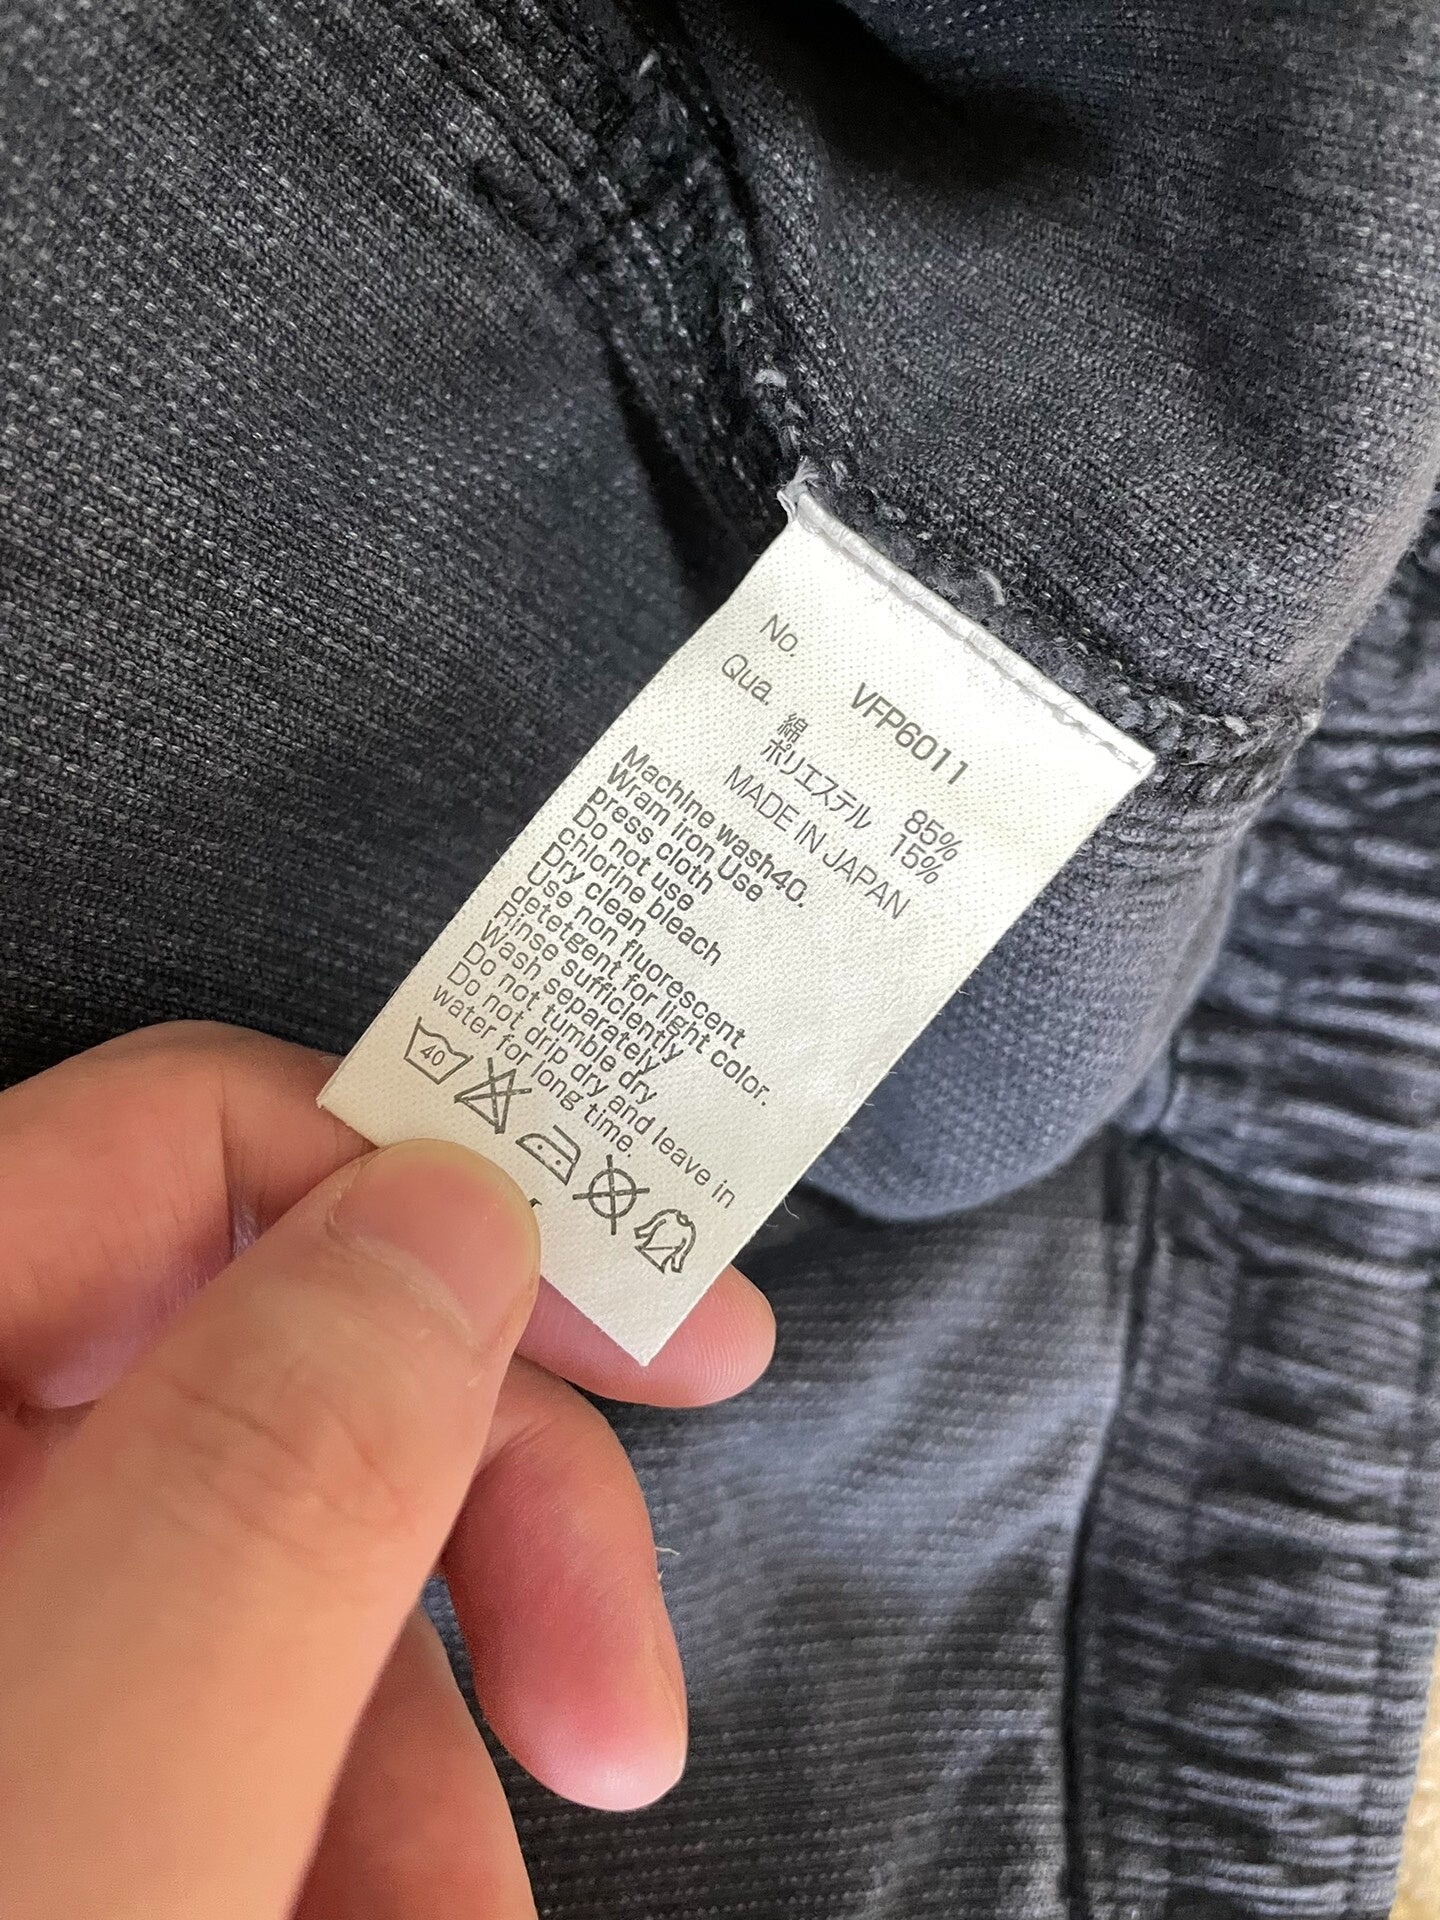 No. VFP6011
Qua.
綿 85%
ポリエステル 15%
MADE IN JAPAN
Machine wash40.
Wram iron Use
press cloth
Do not use
chlorine bleach
Dry clean
Use non fluorescent
detetgent for light color.
Rinse sufficiently
Wash separately
Do not tumble dry
Do not drip dry and leave in
water for long time.
40